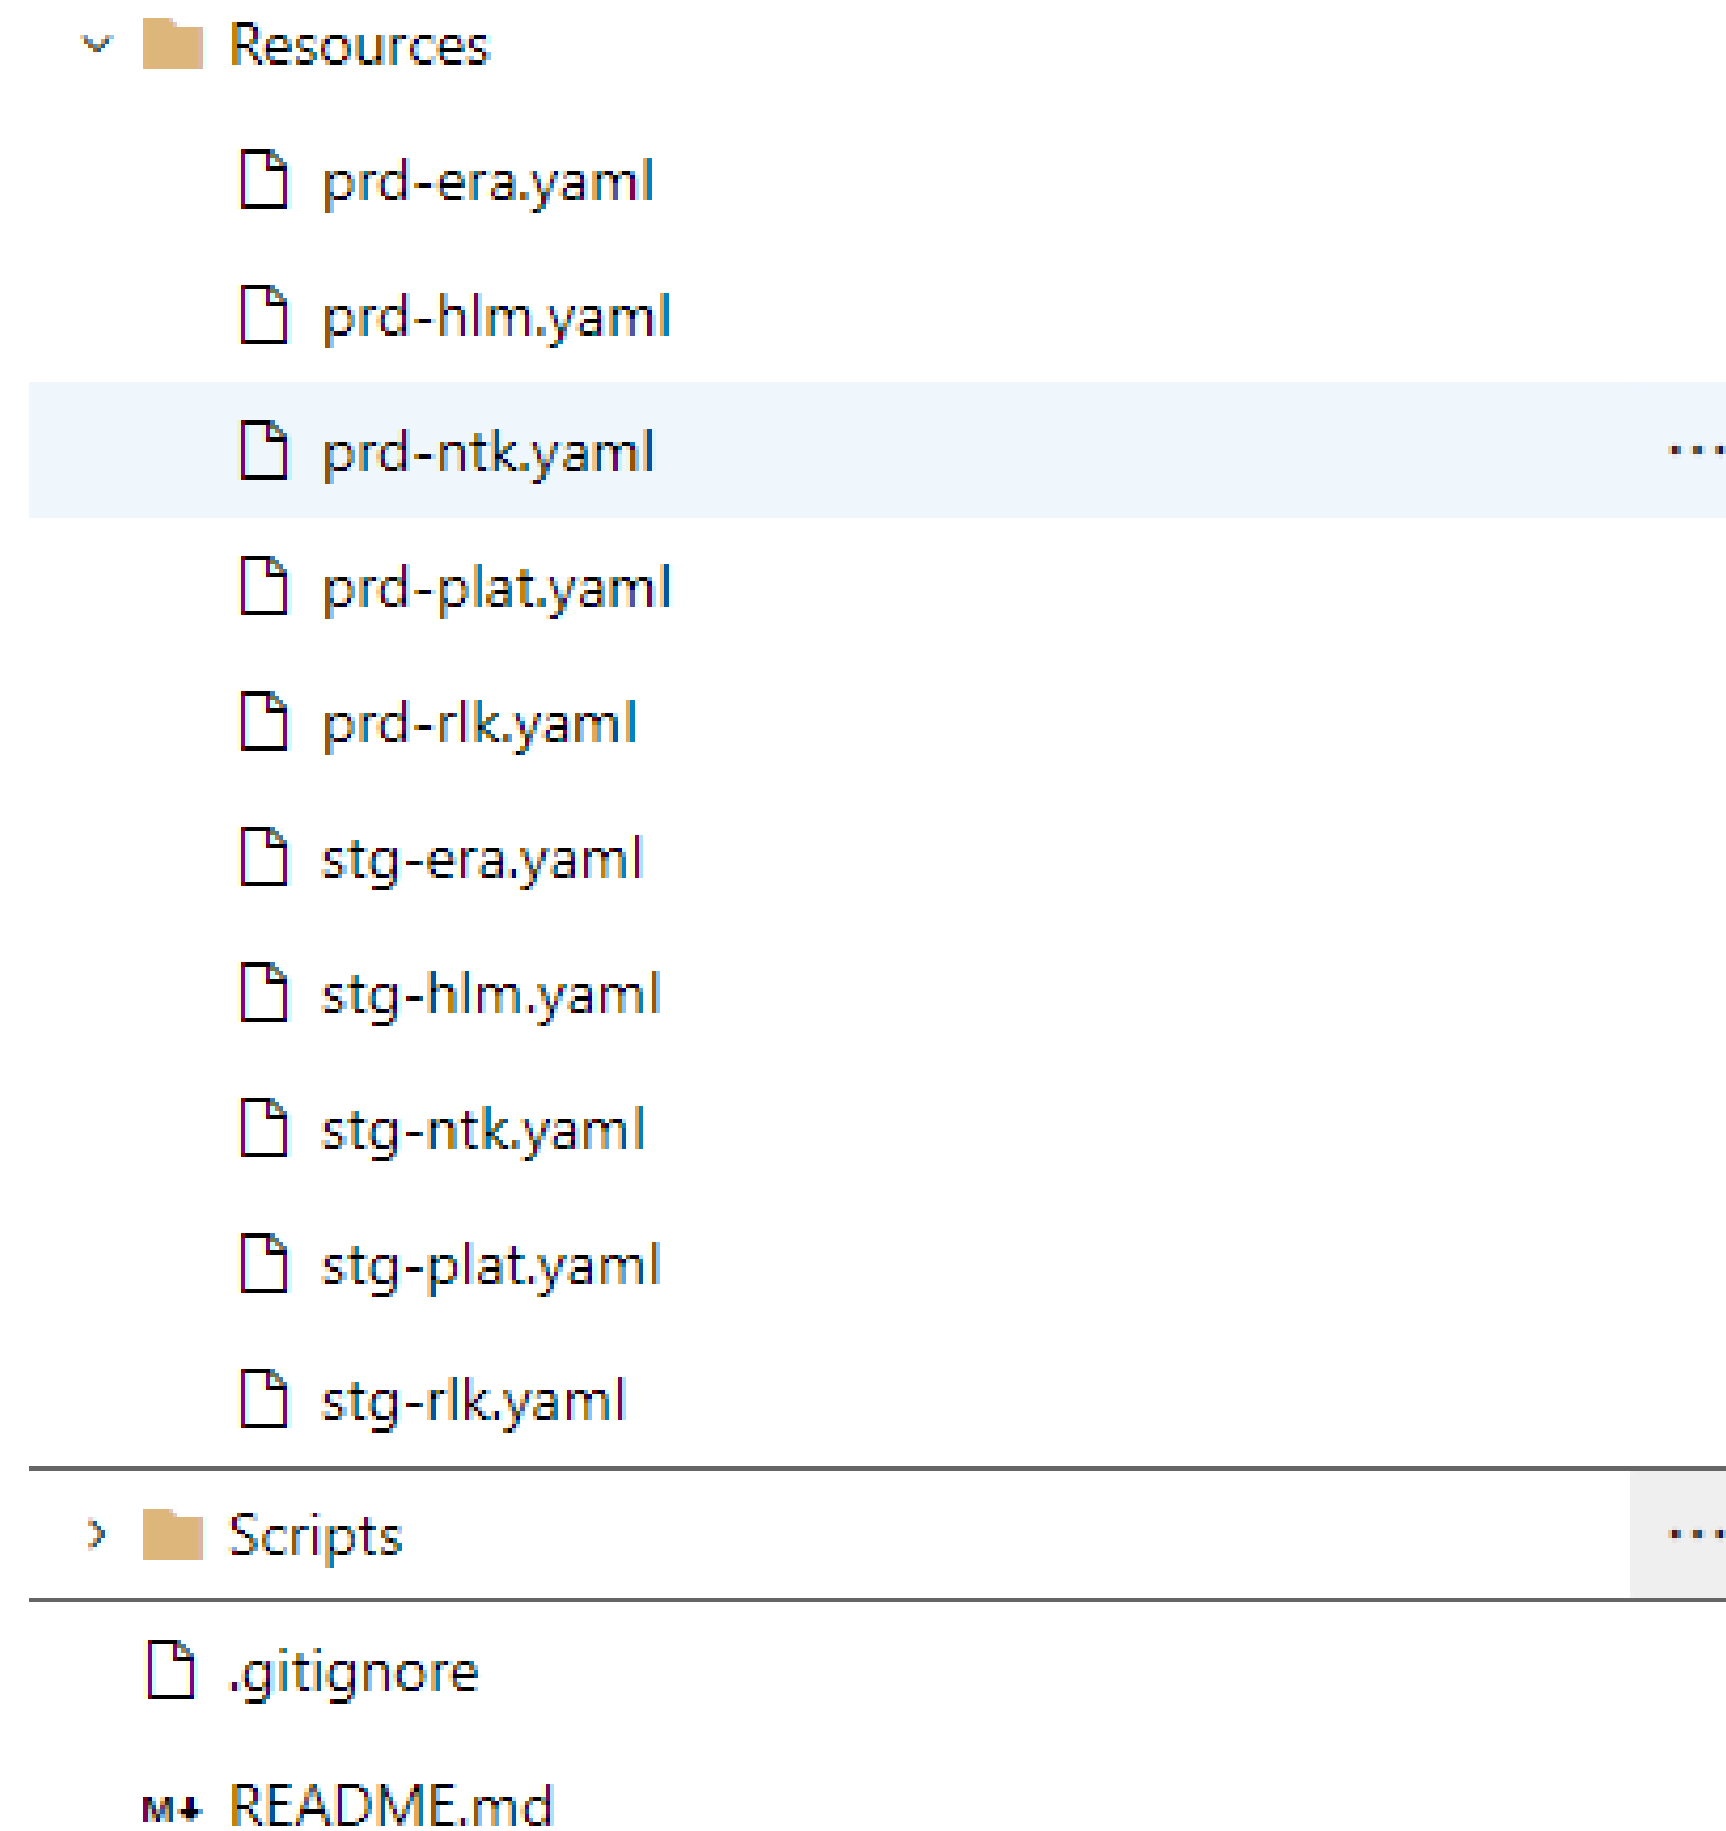 Resources
prd-era.yaml
prd-hlm.yaml
prd-ntk.yaml
prd-plat.yaml
prd-rlk.yaml
stg-era.yaml
stg-hlm.yaml
stg-ntk.yaml
stg-plat.yaml
stg-rlk.yaml
Scripts
.gitignore
M README.md